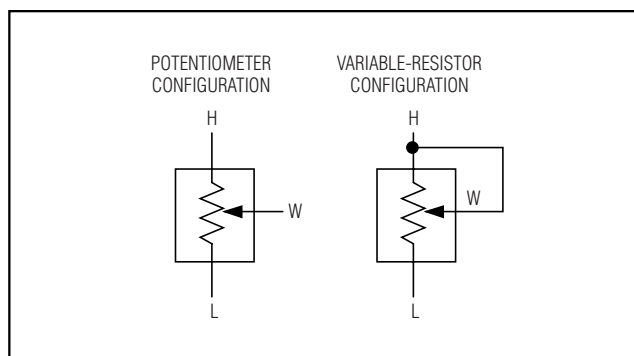 POTENTIOMETER
CONFIGURATION
H
W
L
VARIABLE-RESISTOR
CONFIGURATION
H
W
L